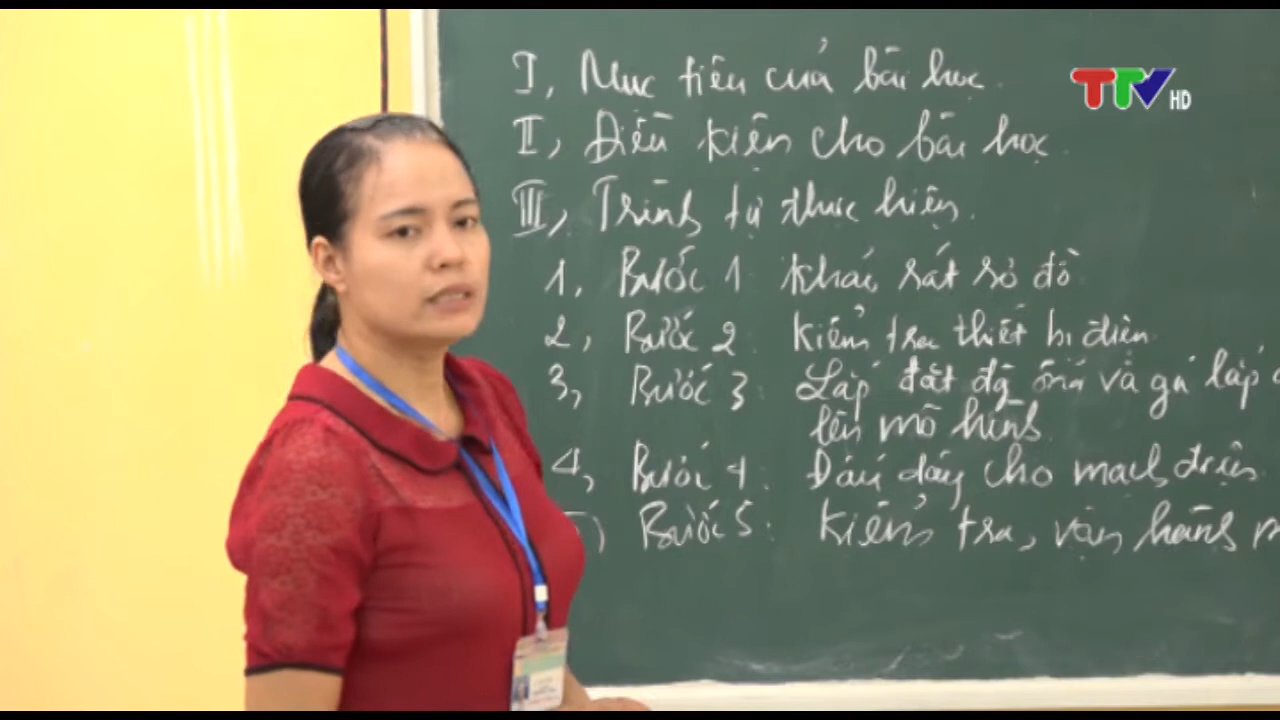 TTV HD
I, Mục tiêu của bài học.
II, Điều kiện cho bài học.
III, Trình tự thực hiện.
1, Bước 1: Khảo sát sơ đồ
2, Bước 2: Kiểm tra thiết bị điện
3, Bước 3: Lắp đặt đặt ống và gá lắp
lên mô hình.
4, Bước 4: Đấu dây cho mạch điện
Bước 5: Kiểm tra, vận hành